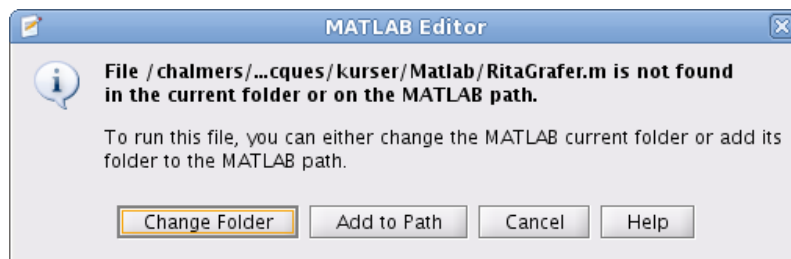 MATLAB Editor
File /chalmers/...cques/kurser/Matlab/RitaGrafer.m is not found
in the current folder or on the MATLAB path.
To run this file, you can either change the MATLAB current folder or add its
folder to the MATLAB path.
Change Folder
Add to Path
Cancel
Help